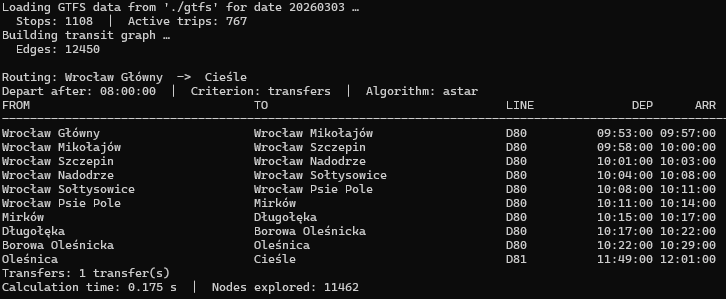 Loading GTFS data from './gtfs' for date 20260303 …
Stops: 1108 | Active trips: 767
Building transit graph …
Edges: 12450
Routing: Wrocław Główny —> Cieśle
Depart after: 08:00:00 | Criterion: transfers | Algorithm: astar
FROM TO LINE DEP ARR
Wrocław Główny Wrocław Mikołajów D80 09:53:00 09:57:00
Wrocław Mikołajów Wrocław Szczepin D80 09:58:00 10:00:00
Wrocław Szczepin Wrocław Nadodrze D80 10:01:00 10:03:00
Wrocław Nadodrze Wrocław Sołtysowice D80 10:04:00 10:08:00
Wrocław Sołtysowice Wrocław Psie Pole D80 10:08:00 10:11:00
Wrocław Psie Pole Mirków D80 10:11:00 10:14:00
Mirków Długołęka D80 10:15:00 10:17:00
Długołęka Borowa Oleśnicka D80 10:17:00 10:22:00
Borowa Oleśnicka Oleśnica D80 10:22:00 10:29:00
Oleśnica Cieśle D81 11:49:00 12:01:00
Transfers: 1 transfer(s)
Calculation time: 0.175 s | Nodes explored: 11462